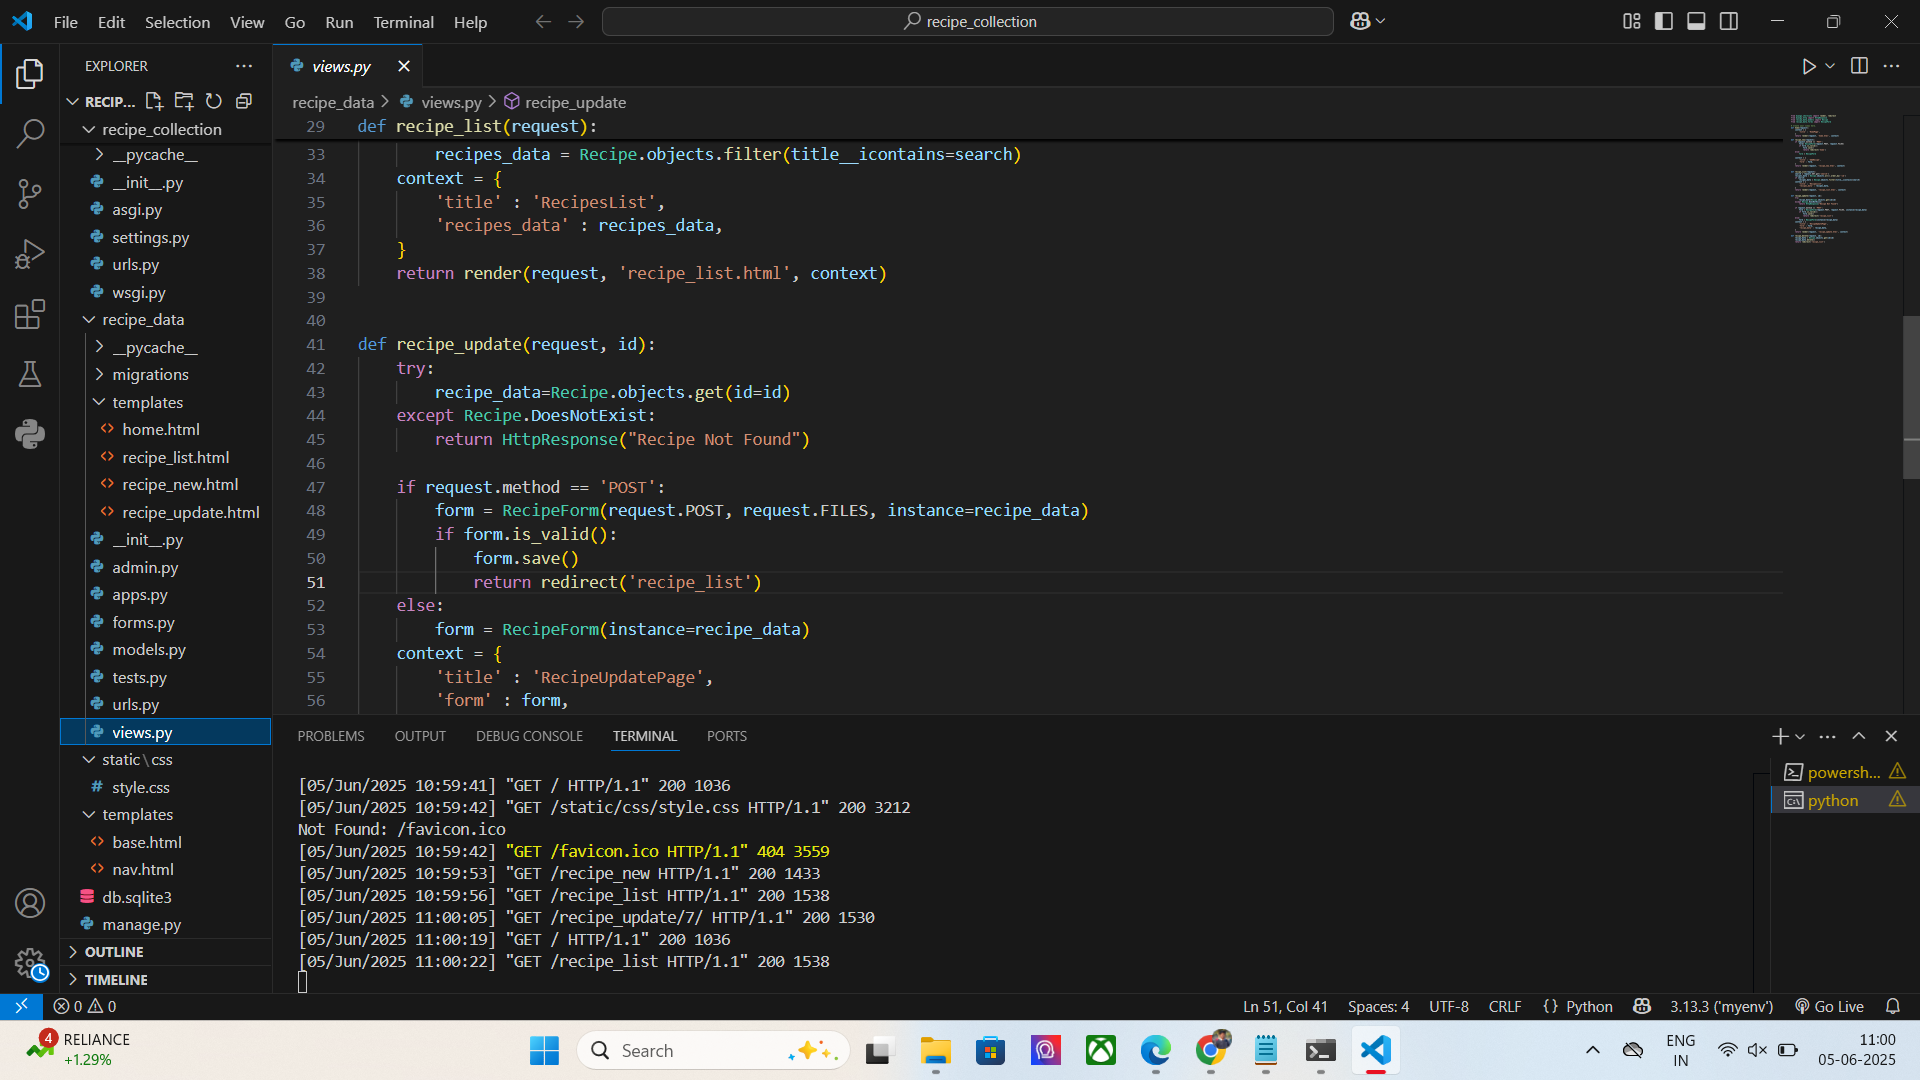 File Edit Selection View Go Run Terminal Help
recipe_collection
EXPLORER
RECIP...
recipe_collection
__pycache__
__init__.py
asgi.py
settings.py
urls.py
wsgi.py
recipe_data
__pycache__
migrations
templates
home.html
recipe_list.html
recipe_new.html
recipe_update.html
__init__.py
admin.py
apps.py
forms.py
models.py
tests.py
urls.py
views.py
static\css
style.css
templates
base.html
nav.html
db.sqlite3
manage.py
OUTLINE
TIMELINE
views.py
recipe_data > views.py > recipe_update
29 def recipe_list(request):
33 recipes_data = Recipe.objects.filter(title__icontains=search)
34 context = {
35 'title' : 'RecipesList',
36 'recipes_data' : recipes_data,
37 }
38 return render(request, 'recipe_list.html', context)
39
40
41 def recipe_update(request, id):
42 try:
43 recipe_data=Recipe.objects.get(id=id)
44 except Recipe.DoesNotExist:
45 return HttpResponse("Recipe Not Found")
46
47 if request.method == 'POST':
48 form = RecipeForm(request.POST, request.FILES, instance=recipe_data)
49 if form.is_valid():
50 form.save()
51 return redirect('recipe_list')
52 else:
53 form = RecipeForm(instance=recipe_data)
54 context = {
55 'title' : 'RecipeUpdatePage',
56 'form' : form,
PROBLEMS OUTPUT DEBUG CONSOLE TERMINAL PORTS
[05/Jun/2025 10:59:41] "GET / HTTP/1.1" 200 1036
[05/Jun/2025 10:59:42] "GET /static/css/style.css HTTP/1.1" 200 3212
Not Found: /favicon.ico
[05/Jun/2025 10:59:42] "GET /favicon.ico HTTP/1.1" 404 3559
[05/Jun/2025 10:59:53] "GET /recipe_new HTTP/1.1" 200 1433
[05/Jun/2025 10:59:56] "GET /recipe_list HTTP/1.1" 200 1538
[05/Jun/2025 11:00:05] "GET /recipe_update/7/ HTTP/1.1" 200 1530
[05/Jun/2025 11:00:19] "GET / HTTP/1.1" 200 1036
[05/Jun/2025 11:00:22] "GET /recipe_list HTTP/1.1" 200 1538
powersh...
python
0 0 Ln 51, Col 41 Spaces: 4 UTF-8 CRLF {} Python 3.13.3 ('myenv') Go Live
4 RELIANCE
+1.29%
Search
ENG
IN
11:00
05-06-2025